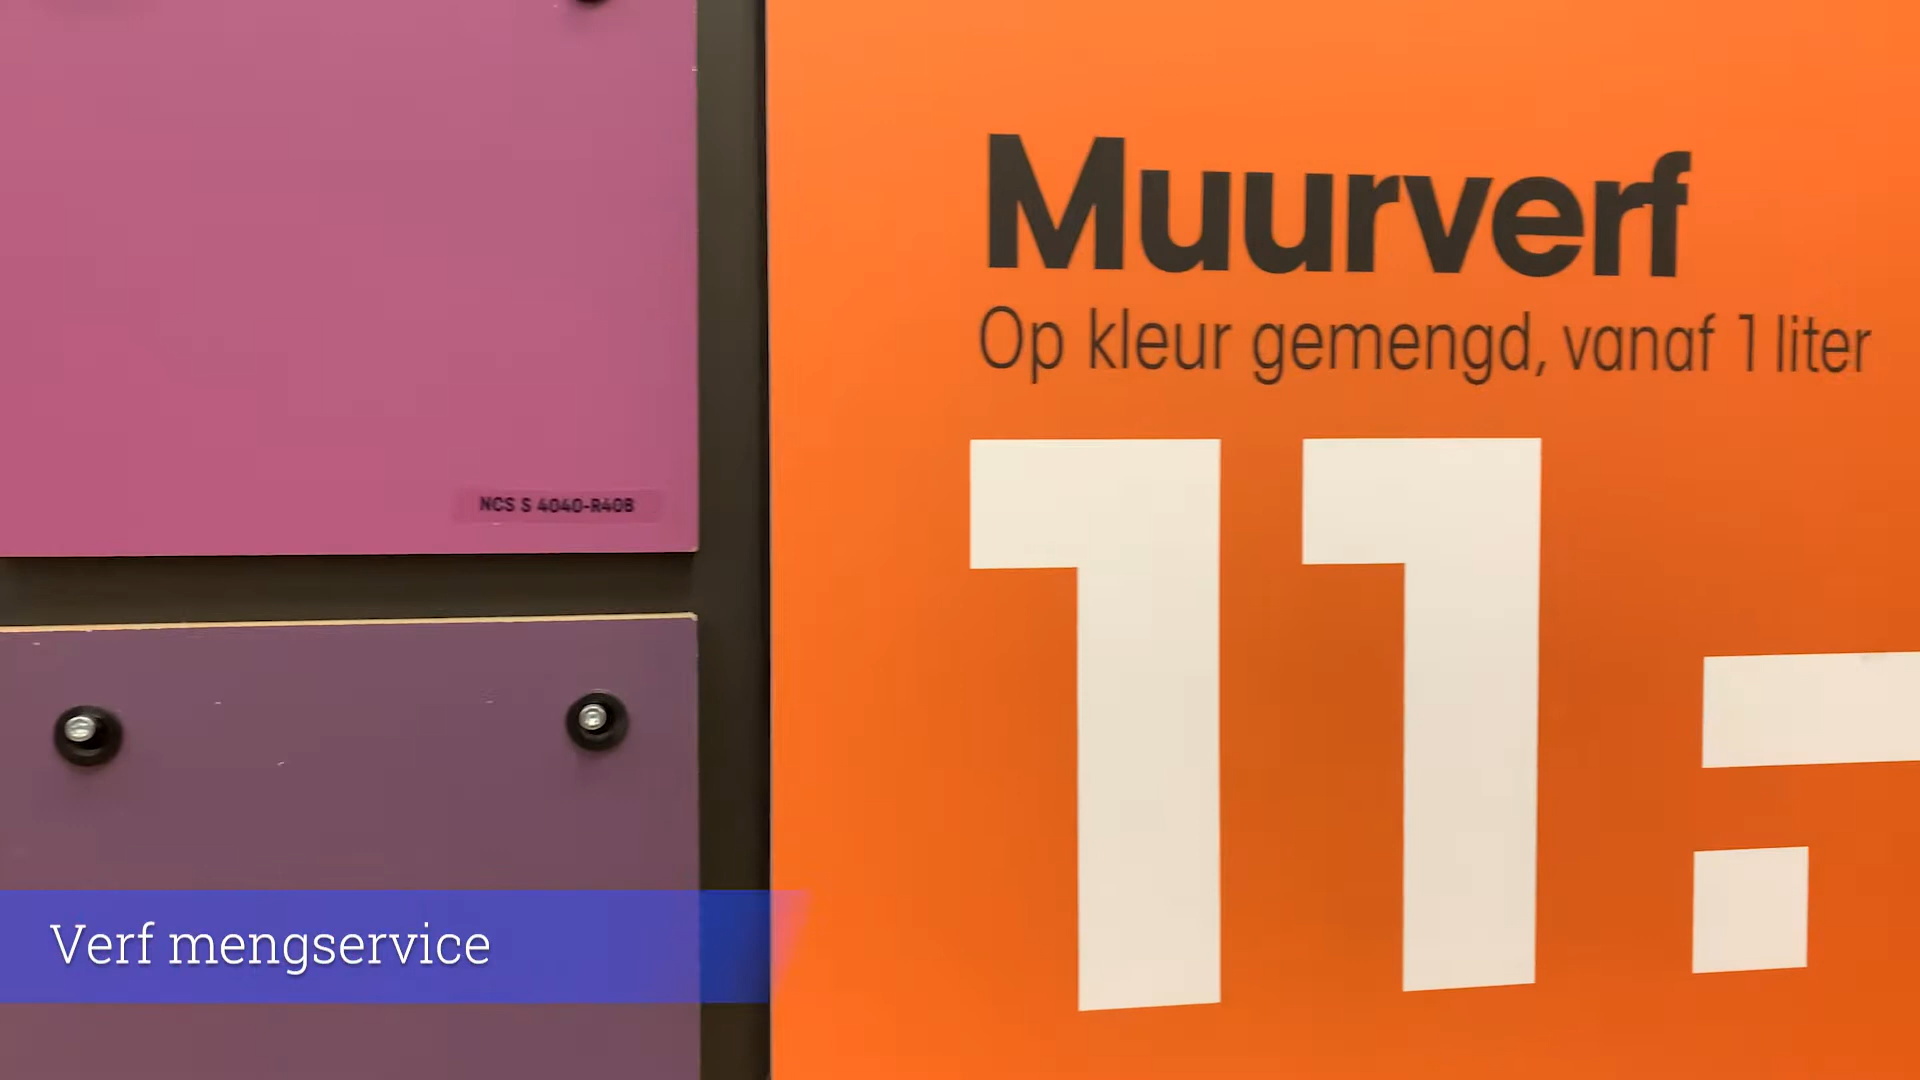 Muurverf
Op kleur gemengd, vanaf 1 liter
11.-
NCS S 4040-R40B
Verf mengservice